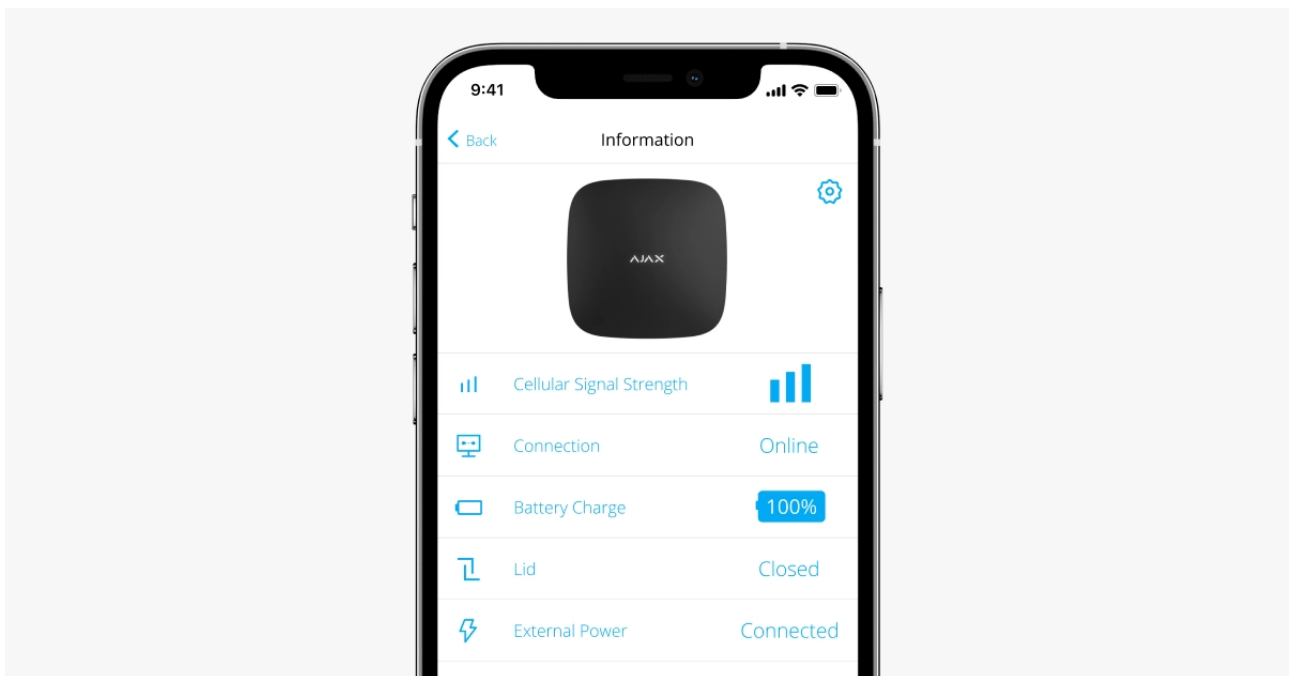 9:41
Back
Information
AJAX
Cellular Signal Strength
Connection Online
Battery Charge 100%
Lid Closed
External Power Connected